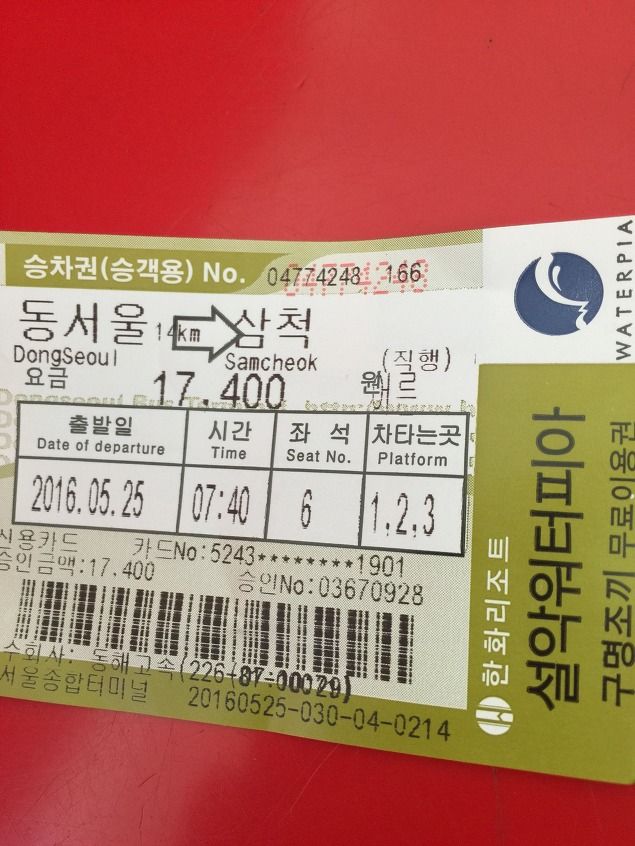 승차권(승객용) No. 04774248 166
동서울 14km 삼척
DongSeoul Samcheok (직행)
요금 17,400 원
출발일 시간 좌석 차타는곳
Date of departure Time Seat No. Platform
2016.05.25 07:40 6 1,2,3
신용카드 카드No:5243********1901
승인금액:17,400 승인No:03670928
수회사: 동해고속(226-
서울종합터미널 20160525-030-04-0214
WATERPIA
한화리조트
설악워터피아
구명조끼 무료이용권